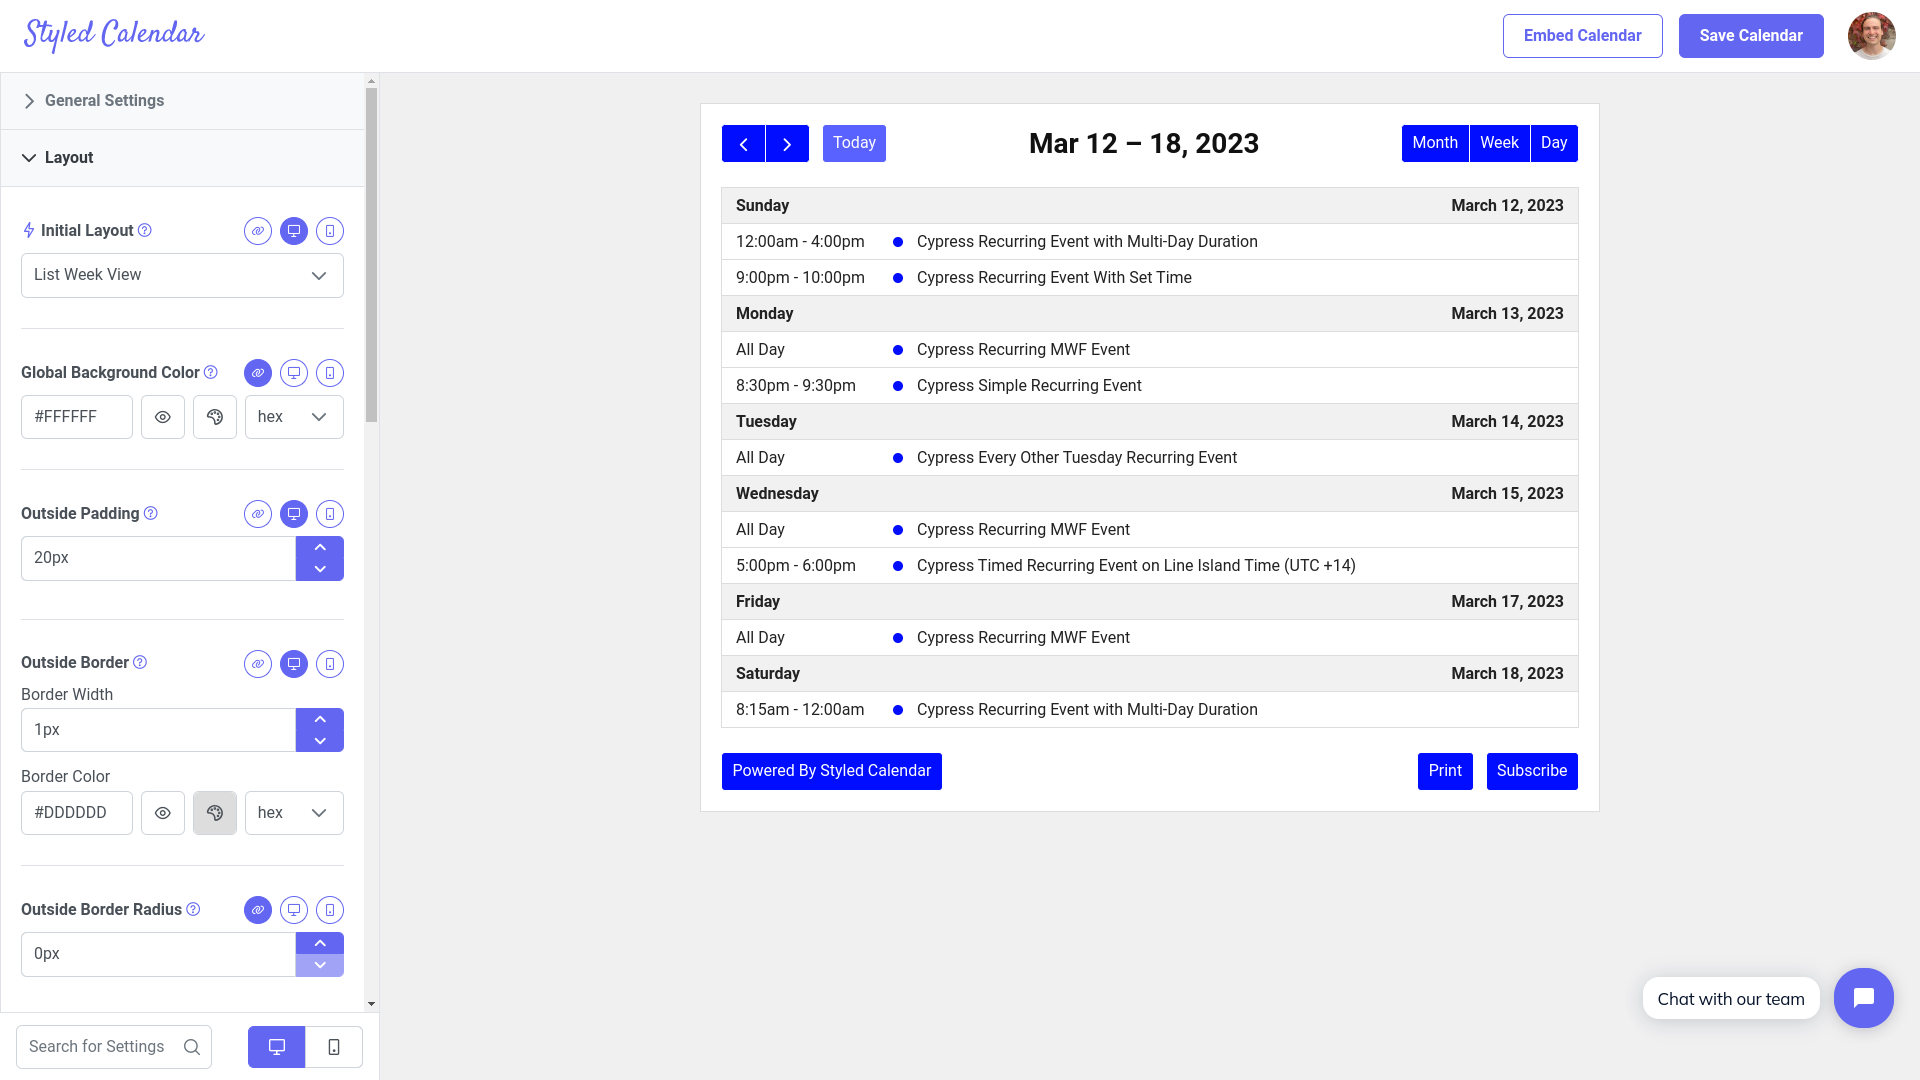 Styled Calendar
Embed Calendar
Save Calendar
General Settings
Layout
Initial Layout
List Week View
Global Background Color
#FFFFFF
hex
Outside Padding
20px
Outside Border
Border Width
1px
Border Color
#DDDDDD
hex
Outside Border Radius
0px
Search for Settings
Today
Mar 12 – 18, 2023
Month Week Day
Sunday March 12, 2023
12:00am - 4:00pm Cypress Recurring Event with Multi-Day Duration
9:00pm - 10:00pm Cypress Recurring Event With Set Time
Monday March 13, 2023
All Day Cypress Recurring MWF Event
8:30pm - 9:30pm Cypress Simple Recurring Event
Tuesday March 14, 2023
All Day Cypress Every Other Tuesday Recurring Event
Wednesday March 15, 2023
All Day Cypress Recurring MWF Event
5:00pm - 6:00pm Cypress Timed Recurring Event on Line Island Time (UTC +14)
Friday March 17, 2023
All Day Cypress Recurring MWF Event
Saturday March 18, 2023
8:15am - 12:00am Cypress Recurring Event with Multi-Day Duration
Powered By Styled Calendar
Print
Subscribe
Chat with our team